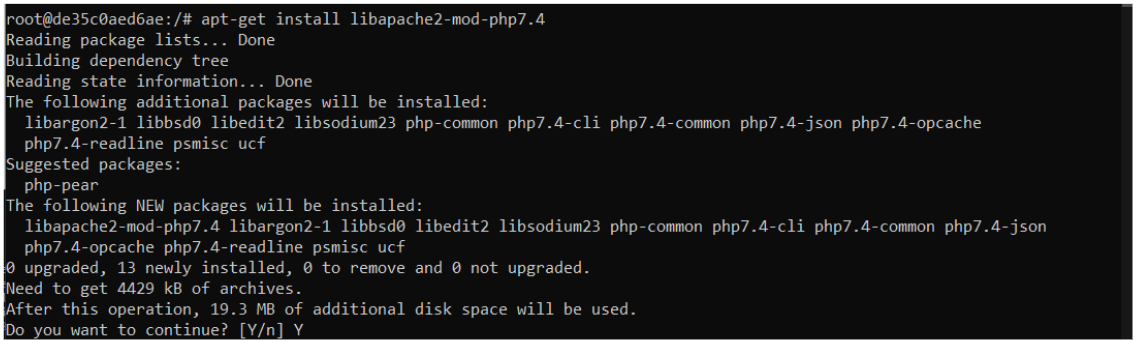 root@de35c0aed6ae:/# apt-get install libapache2-mod-php7.4
Reading package lists... Done
Building dependency tree
Reading state information... Done
The following additional packages will be installed:
  libargon2-1 libbsd0 libedit2 libsodium23 php-common php7.4-cli php7.4-common php7.4-json php7.4-opcache
  php7.4-readline psmisc ucf
Suggested packages:
  php-pear
The following NEW packages will be installed:
  libapache2-mod-php7.4 libargon2-1 libbsd0 libedit2 libsodium23 php-common php7.4-cli php7.4-common php7.4-json
  php7.4-opcache php7.4-readline psmisc ucf
0 upgraded, 13 newly installed, 0 to remove and 0 not upgraded.
Need to get 4429 kB of archives.
After this operation, 19.3 MB of additional disk space will be used.
Do you want to continue? [Y/n] Y